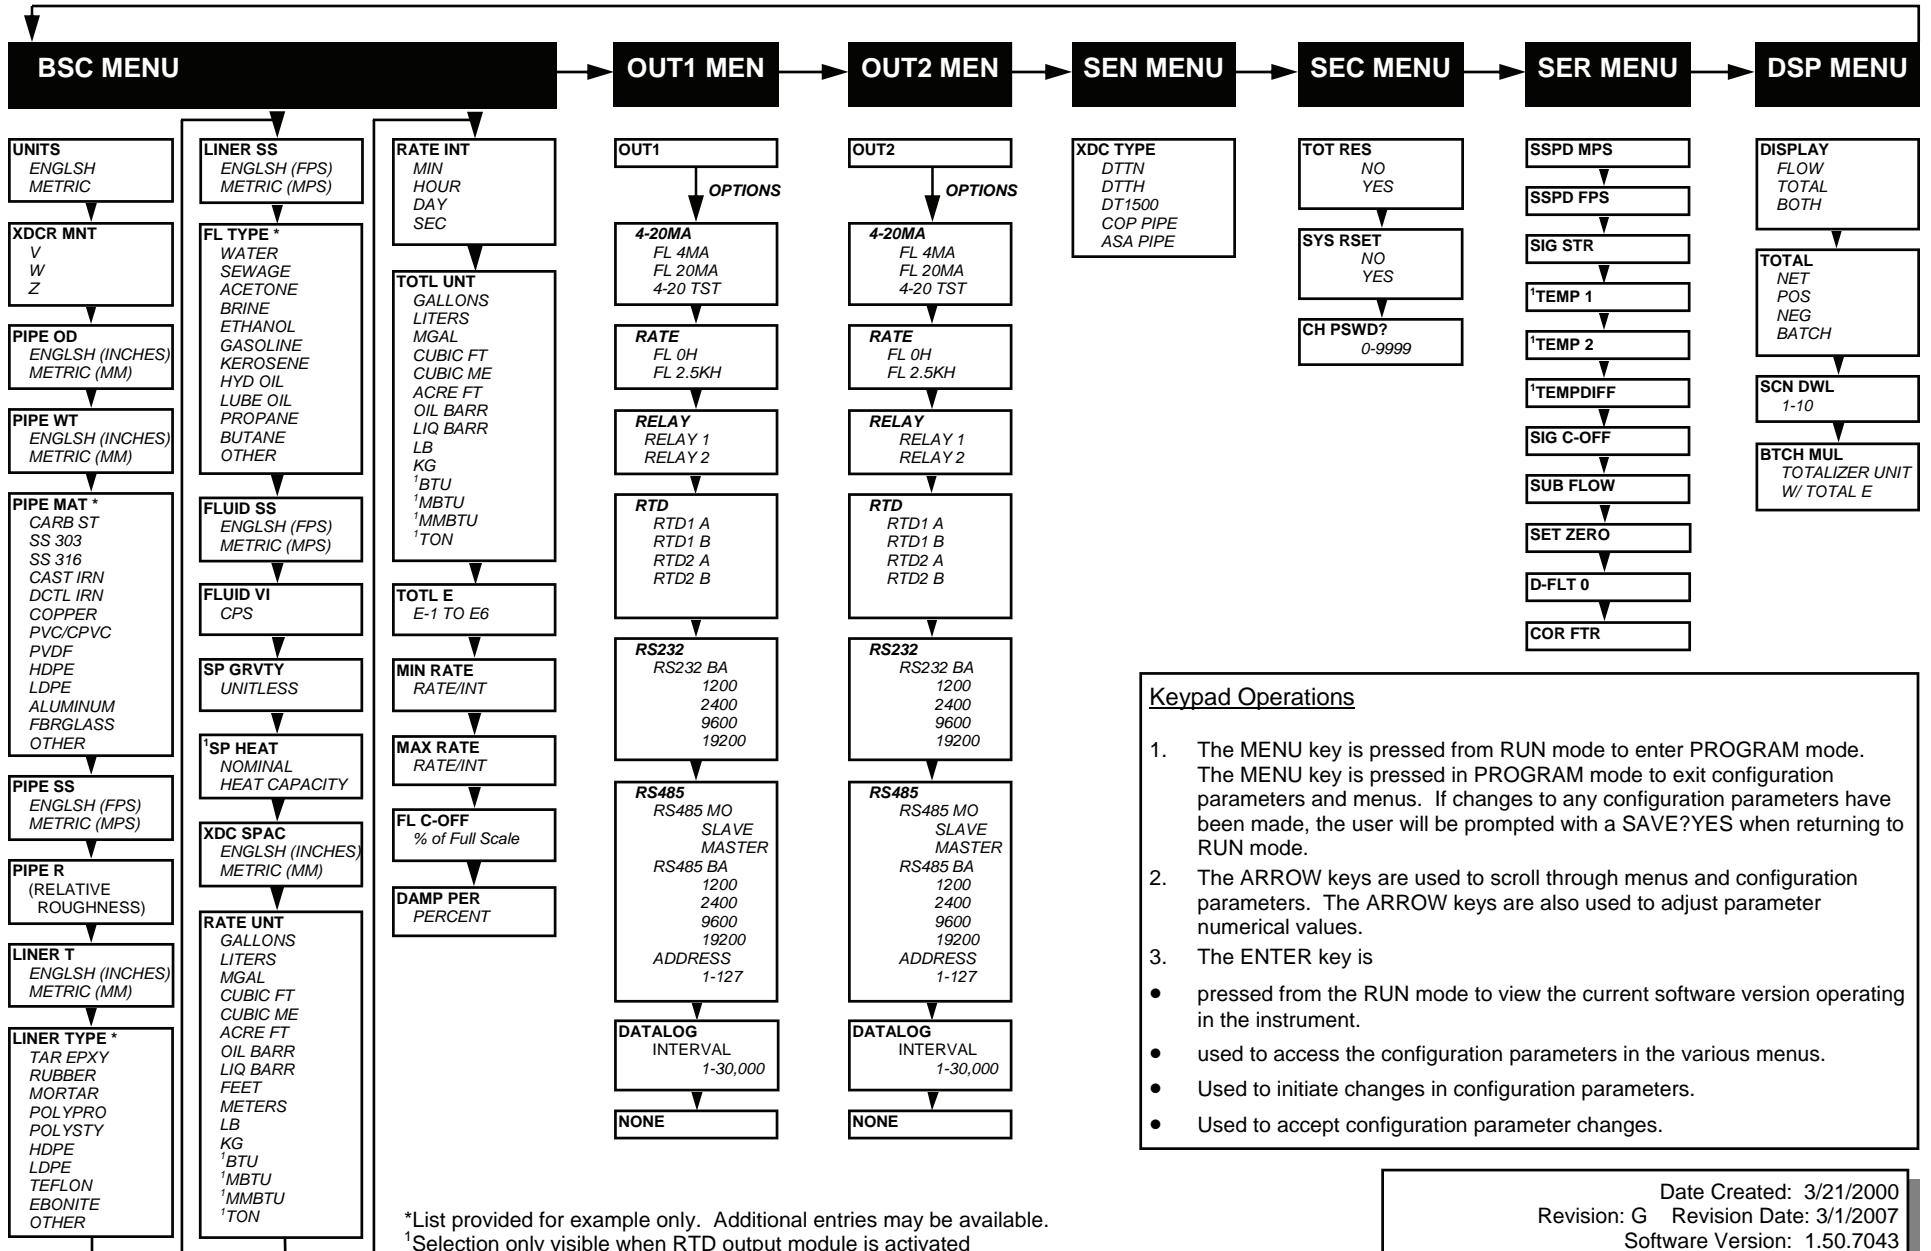 BSC MENU
OUT1 MEN
OUT2 MEN
SEN MENU
SEC MENU
SER MENU
DSP MENU
UNITS
ENGLSH
METRIC
XDCR MNT
V
W
Z
PIPE OD
ENGLSH (INCHES)
METRIC (MM)
PIPE WT
ENGLSH (INCHES)
METRIC (MM)
PIPE MAT *
CARB ST
SS 303
SS 316
CAST IRN
DCTL IRN
COPPER
PVC/CPVC
PVDF
HDPE
LDPE
ALUMINUM
FBRGLASS
OTHER
PIPE SS
ENGLSH (FPS)
METRIC (MPS)
PIPE R
(RELATIVE
ROUGHNESS)
LINER T
ENGLSH (INCHES)
METRIC (MM)
LINER TYPE *
TAR EPXY
RUBBER
MORTAR
POLYPRO
POLYSTY
HDPE
LDPE
TEFLON
EBONITE
OTHER
LINER SS
ENGLSH (FPS)
METRIC (MPS)
FL TYPE *
WATER
SEWAGE
ACETONE
BRINE
ETHANOL
GASOLINE
KEROSENE
HYD OIL
LUBE OIL
PROPANE
BUTANE
OTHER
FLUID SS
ENGLSH (FPS)
METRIC (MPS)
FLUID VI
CPS
SP GRVTY
UNITLESS
¹SP HEAT
NOMINAL
HEAT CAPACITY
XDC SPAC
ENGLSH (INCHES)
METRIC (MM)
RATE UNT
GALLONS
LITERS
MGAL
CUBIC FT
CUBIC ME
ACRE FT
OIL BARR
LIQ BARR
FEET
METERS
LB
KG
¹BTU
¹MBTU
¹MMBTU
¹TON
RATE INT
MIN
HOUR
DAY
SEC
TOTL UNT
GALLONS
LITERS
MGAL
CUBIC FT
CUBIC ME
ACRE FT
OIL BARR
LIQ BARR
LB
KG
¹BTU
¹MBTU
¹MMBTU
¹TON
TOTL E
E-1 TO E6
MIN RATE
RATE/INT
MAX RATE
RATE/INT
FL C-OFF
% of Full Scale
DAMP PER
PERCENT
OUT1
OPTIONS
4-20MA
FL 4MA
FL 20MA
4-20 TST
RATE
FL 0H
FL 2.5KH
RELAY
RELAY 1
RELAY 2
RTD
RTD1 A
RTD1 B
RTD2 A
RTD2 B
RS232
RS232 BA
1200
2400
9600
19200
RS485
RS485 MO
SLAVE
MASTER
RS485 BA
1200
2400
9600
19200
ADDRESS
1-127
DATALOG
INTERVAL
1-30,000
NONE
OUT2
OPTIONS
4-20MA
FL 4MA
FL 20MA
4-20 TST
RATE
FL 0H
FL 2.5KH
RELAY
RELAY 1
RELAY 2
RTD
RTD1 A
RTD1 B
RTD2 A
RTD2 B
RS232
RS232 BA
1200
2400
9600
19200
RS485
RS485 MO
SLAVE
MASTER
RS485 BA
1200
2400
9600
19200
ADDRESS
1-127
DATALOG
INTERVAL
1-30,000
NONE
XDC TYPE
DTTN
DTTH
DT1500
COP PIPE
ASA PIPE
TOT RES
NO
YES
SYS RSET
NO
YES
CH PSWD?
0-9999
SSPD MPS
SSPD FPS
SIG STR
¹TEMP 1
¹TEMP 2
¹TEMPDIFF
SIG C-OFF
SUB FLOW
SET ZERO
D-FLT 0
COR FTR
DISPLAY
FLOW
TOTAL
BOTH
TOTAL
NET
POS
NEG
BATCH
SCN DWL
1-10
BTCH MUL
TOTALIZER UNIT
W/ TOTAL E
Keypad Operations
1. The MENU key is pressed from RUN mode to enter PROGRAM mode.
The MENU key is pressed in PROGRAM mode to exit configuration
parameters and menus. If changes to any configuration parameters have
been made, the user will be prompted with a SAVE?YES when returning to
RUN mode.
2. The ARROW keys are used to scroll through menus and configuration
parameters. The ARROW keys are also used to adjust parameter
numerical values.
3. The ENTER key is
• pressed from the RUN mode to view the current software version operating
in the instrument.
• used to access the configuration parameters in the various menus.
• Used to initiate changes in configuration parameters.
• Used to accept configuration parameter changes.
*List provided for example only. Additional entries may be available.
¹Selection only visible when RTD output module is activated
Date Created: 3/21/2000
Revision: G Revision Date: 3/1/2007
Software Version: 1.50.7043